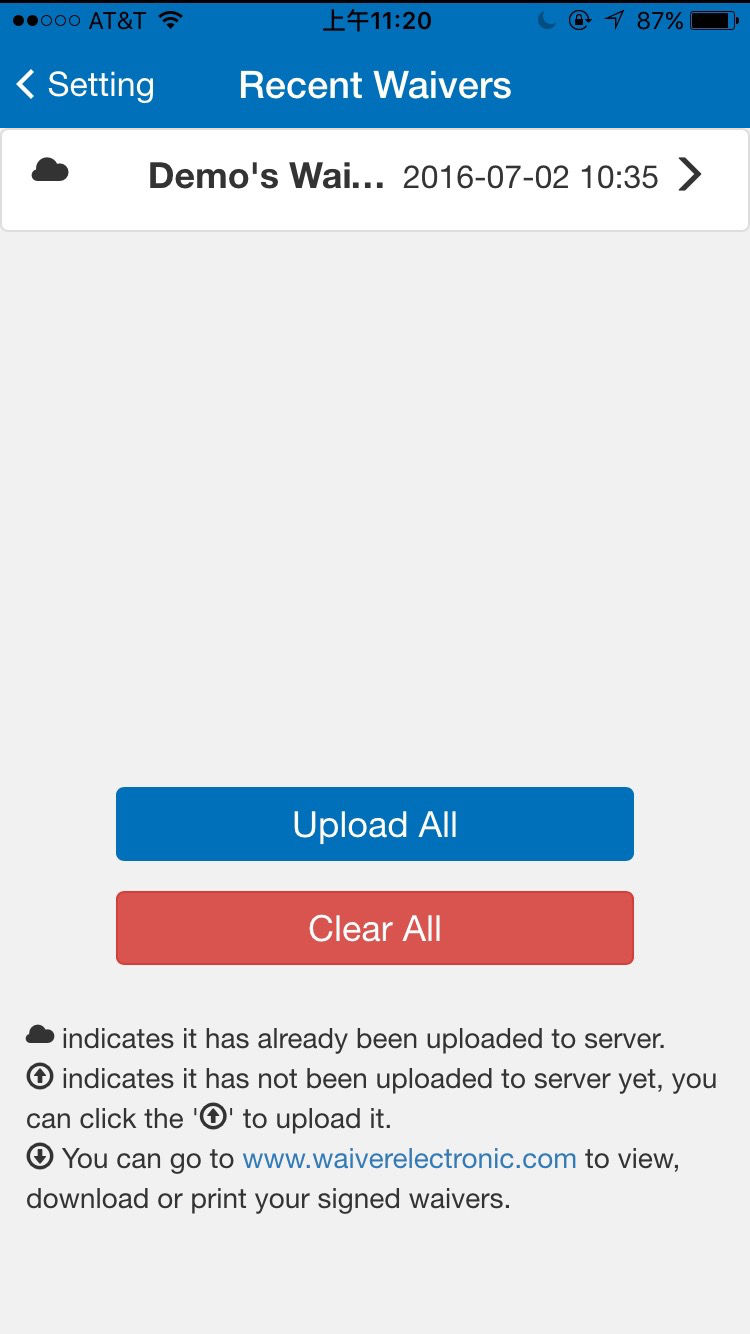 AT&T 上午11:20 87%
Setting Recent Waivers
Demo's Wai... 2016-07-02 10:35
Upload All
Clear All
indicates it has already been uploaded to server.
indicates it has not been uploaded to server yet, you
can click the '' to upload it.
You can go to www.waiverelectronic.com to view,
download or print your signed waivers.